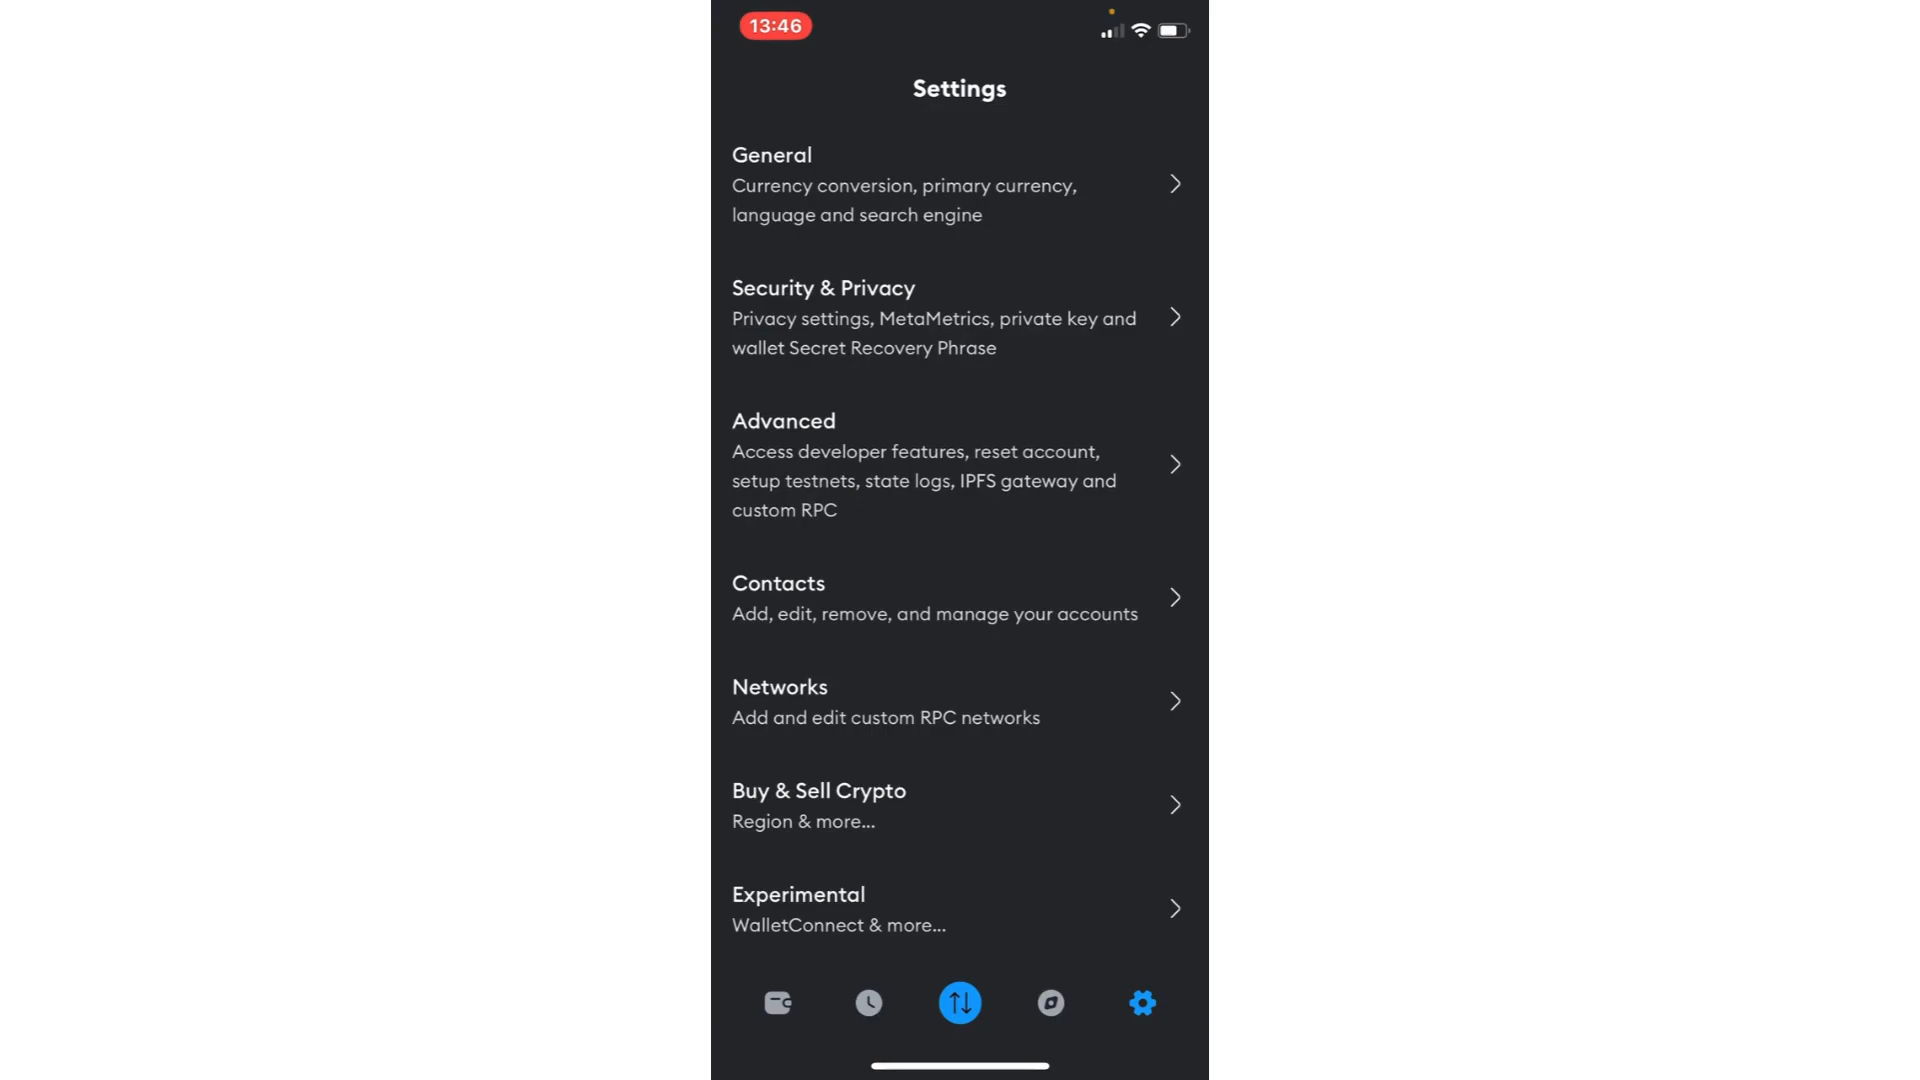 13:46
Settings
General
Currency conversion, primary currency,
language and search engine
Security & Privacy
Privacy settings, MetaMetrics, private key and
wallet Secret Recovery Phrase
Advanced
Access developer features, reset account,
setup testnets, state logs, IPFS gateway and
custom RPC
Contacts
Add, edit, remove, and manage your accounts
Networks
Add and edit custom RPC networks
Buy & Sell Crypto
Region & more...
Experimental
WalletConnect & more...